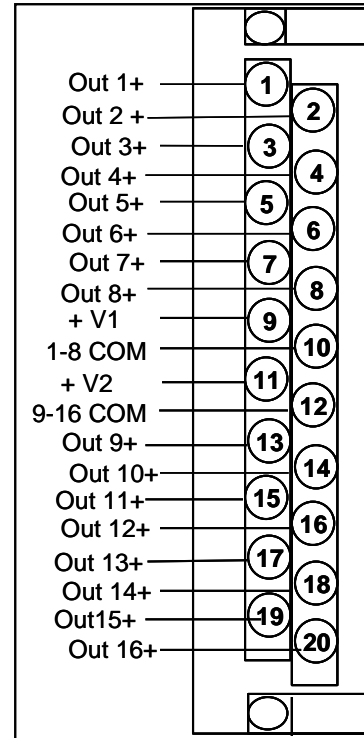 Out 1+ 1
Out 2 + 2
Out 3+ 3
Out 4+ 4
Out 5+ 5
Out 6+ 6
Out 7+ 7
Out 8+ 8
+ V1 9
1-8 COM 10
+ V2 11
9-16 COM 12
Out 9+ 13
Out 10+ 14
Out 11+ 15
Out 12+ 16
Out 13+ 17
Out 14+ 18
Out15+ 19
Out 16+ 20